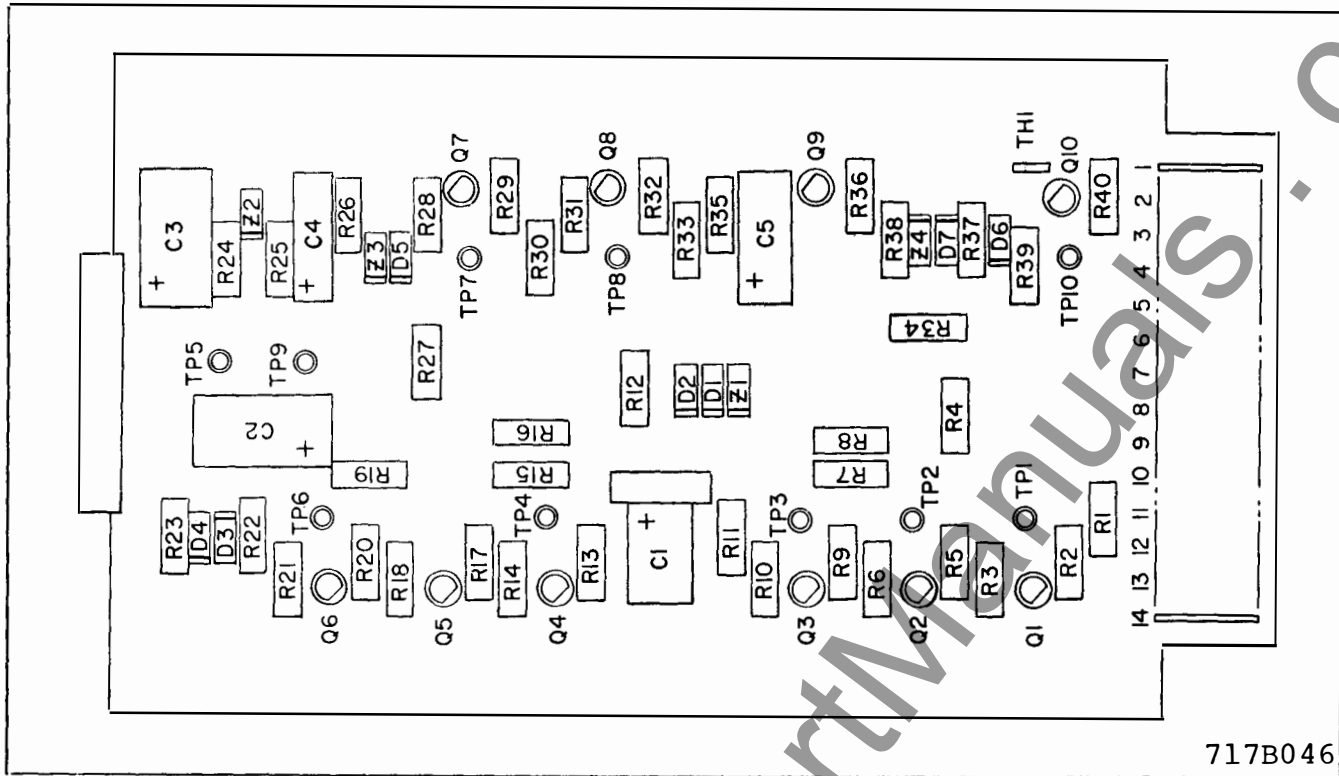 C3
R24
Z2
R25
C4
R26
Z3
D5
R28
Q7
R29
R30
R31
Q8
R32
R33
R35
C5
Q9
R36
R38
Z4
D7
R37
D6
R39
TH1
Q10
R40
TP7
TP8
TP10
TP5
TP9
R27
R34
R12
D2
D1
Z1
R4
C2
R19
R16
R15
R8
R7
R23
D4
D3
R22
TP6
TP4
TP3
TP2
TP1
R21
R20
R18
R17
R14
R13
C1
R11
R10
R9
R6
R5
R3
R2
R1
Q6
Q5
Q4
Q3
Q2
Q1
1
2
3
4
5
6
7
8
9
10
11
12
13
14
+
+
+
+
+
rtManuals . c
717B046